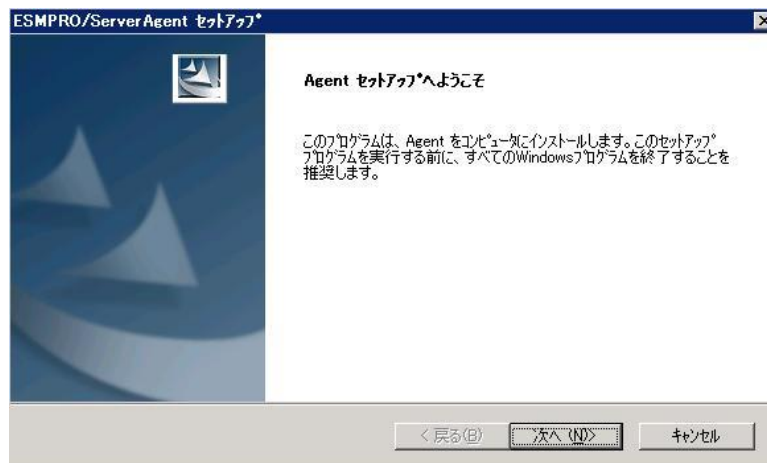 ESMPRO/ServerAgent ｾｯﾄｱｯﾌﾟ
Agent ｾｯﾄｱｯﾌﾟへようこそ
このﾌﾟﾛｸﾞﾗﾑは、Agent をｺﾝﾋﾟｭｰﾀにインストールします。このｾｯﾄｱｯﾌﾟ
ﾌﾟﾛｸﾞﾗﾑを実行する前に、すべてのWindowsﾌﾟﾛｸﾞﾗﾑを終了することを
推奨します。
< 戻る(B)
次へ (N)>
ｷｬﾝｾﾙ